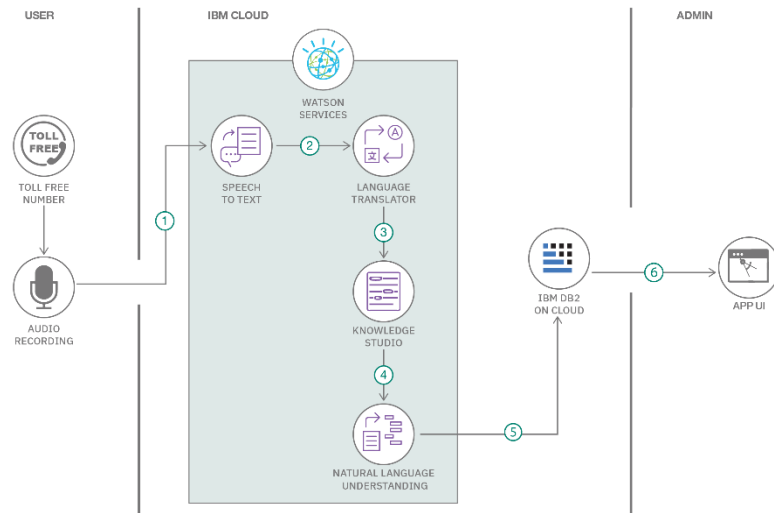 USER
IBM CLOUD
ADMIN
WATSON
SERVICES
TOLL
FREE
TOLL FREE
NUMBER
AUDIO
RECORDING
1
SPEECH
TO TEXT
2
A
文
LANGUAGE
TRANSLATOR
3
KNOWLEDGE
STUDIO
4
NATURAL LANGUAGE
UNDERSTANDING
5
IBM DB2
ON CLOUD
6
APP UI